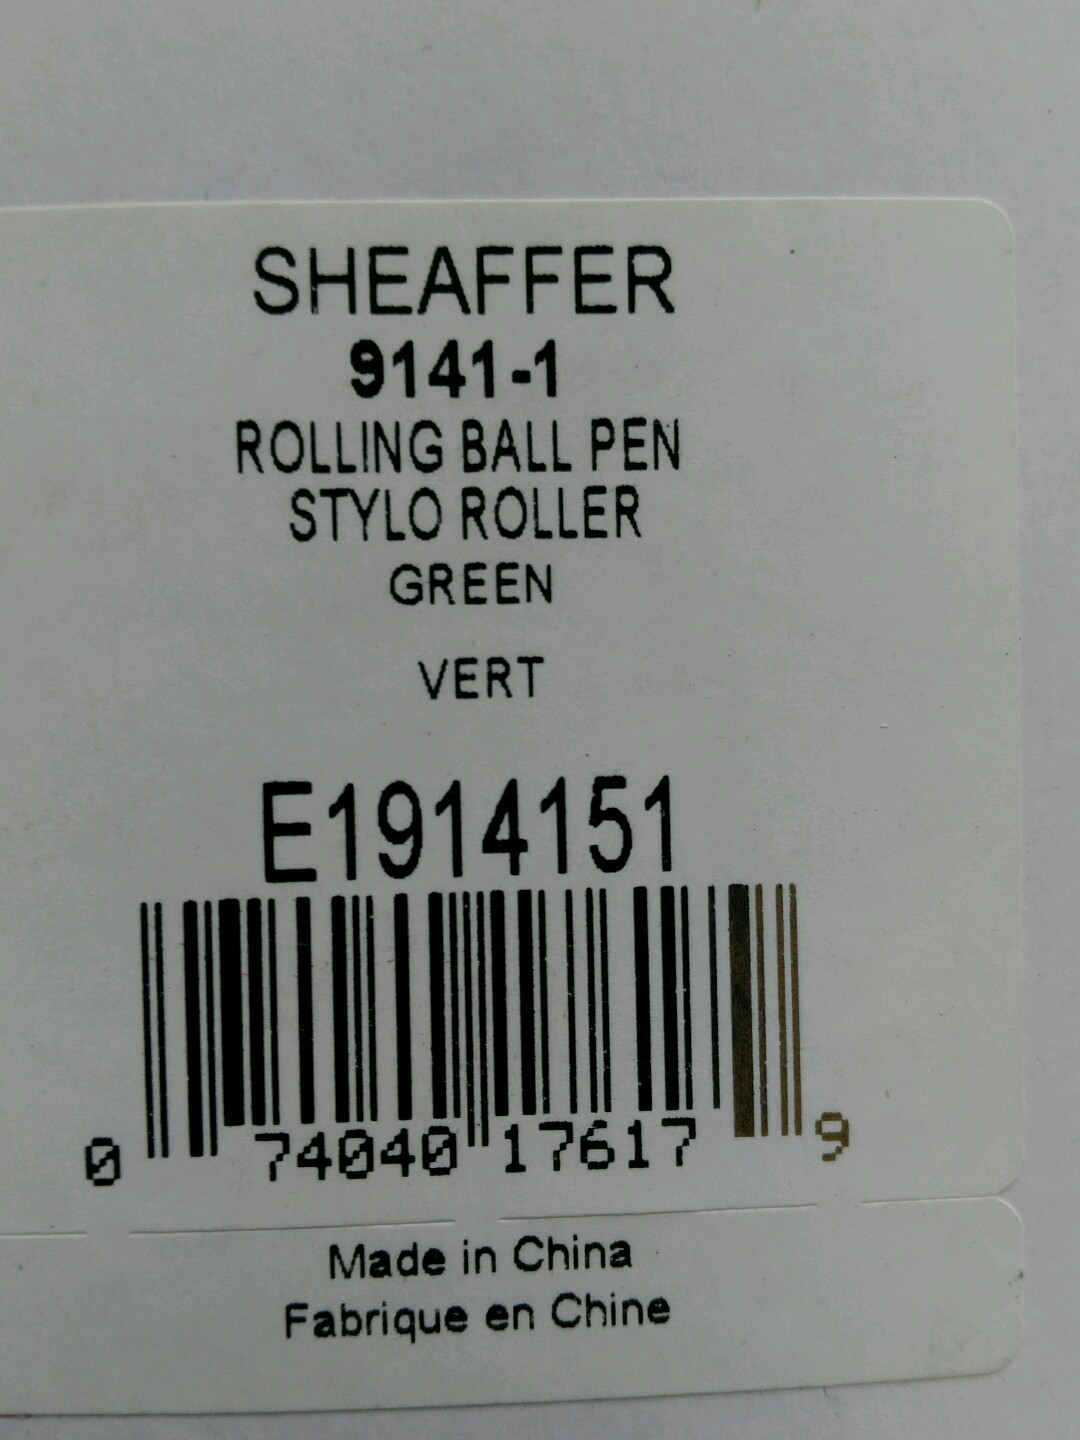 SHEAFFER
9141-1
ROLLING BALL PEN
STYLO ROLLER
GREEN
VERT
E1914151
0 74040 17617 9
Made in China
Fabrique en Chine